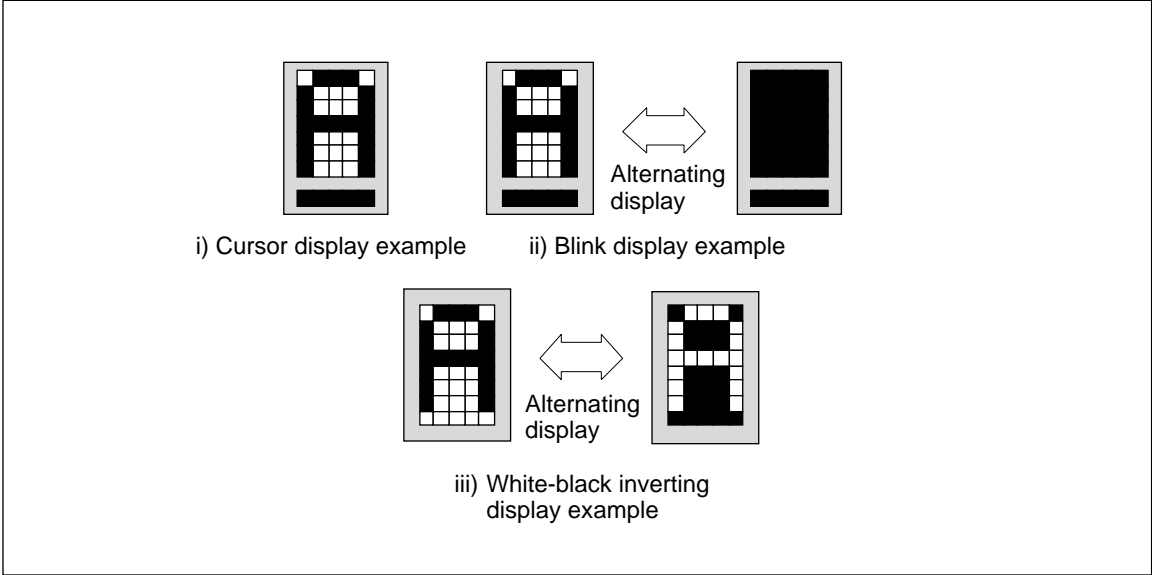 Alternating
display
i) Cursor display example
ii) Blink display example
Alternating
display
iii) White-black inverting
display example